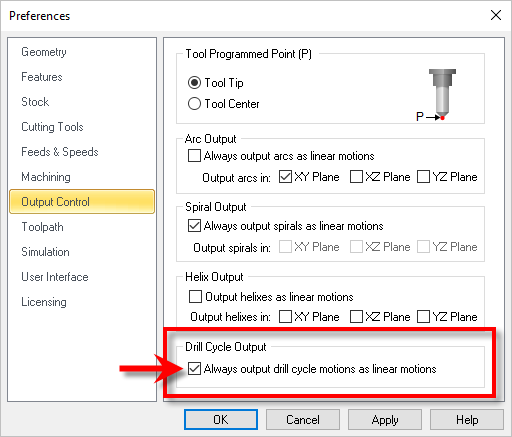 Preferences
Geometry
Features
Stock
Cutting Tools
Feeds & Speeds
Machining
Output Control
Toolpath
Simulation
User Interface
Licensing
Tool Programmed Point (P)
Tool Tip
Tool Center
P
Arc Output
Always output arcs as linear motions
Output arcs in: XY Plane XZ Plane YZ Plane
Spiral Output
Always output spirals as linear motions
Output spirals in: XY Plane XZ Plane YZ Plane
Helix Output
Output helixes as linear motions
Output helixes in: XY Plane XZ Plane YZ Plane
Drill Cycle Output
Always output drill cycle motions as linear motions
OK Cancel Apply Help